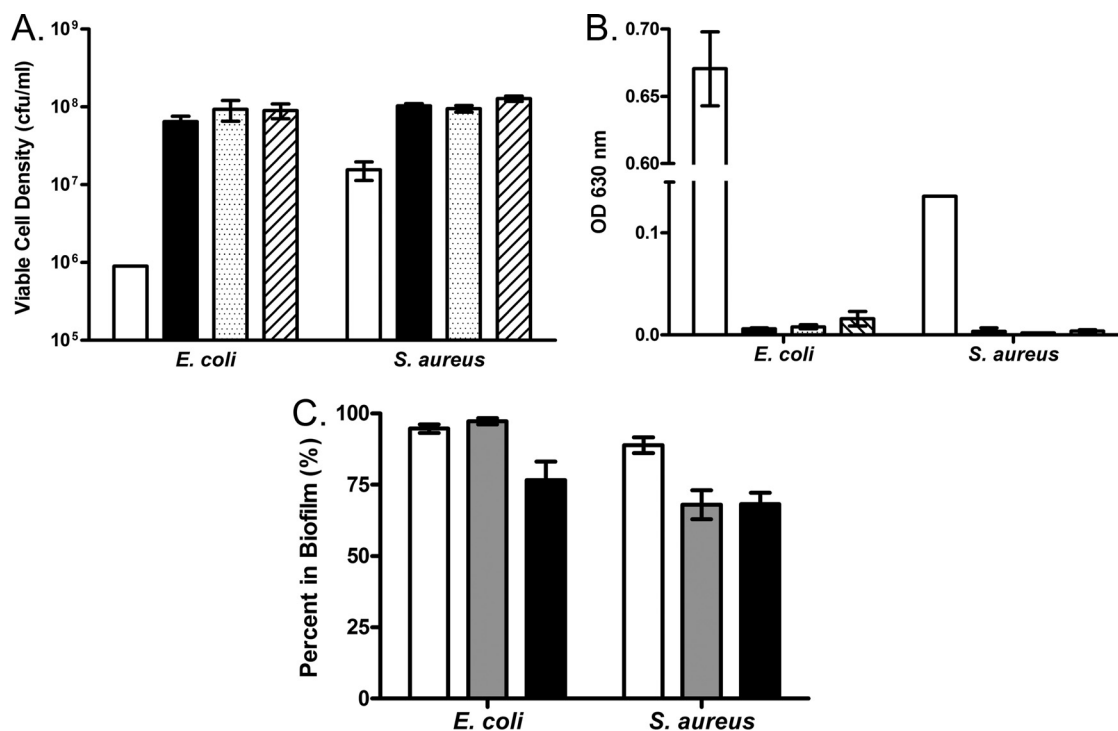 A.
Viable Cell Density (cfu/ml)
10⁹
10⁸
10⁷
10⁶
10⁵
E. coli
S. aureus
B.
OD 630 nm
0.70
0.65
0.60
0.1
0.0
E. coli
S. aureus
C.
Percent in Biofilm (%)
100
75
50
25
0
E. coli
S. aureus